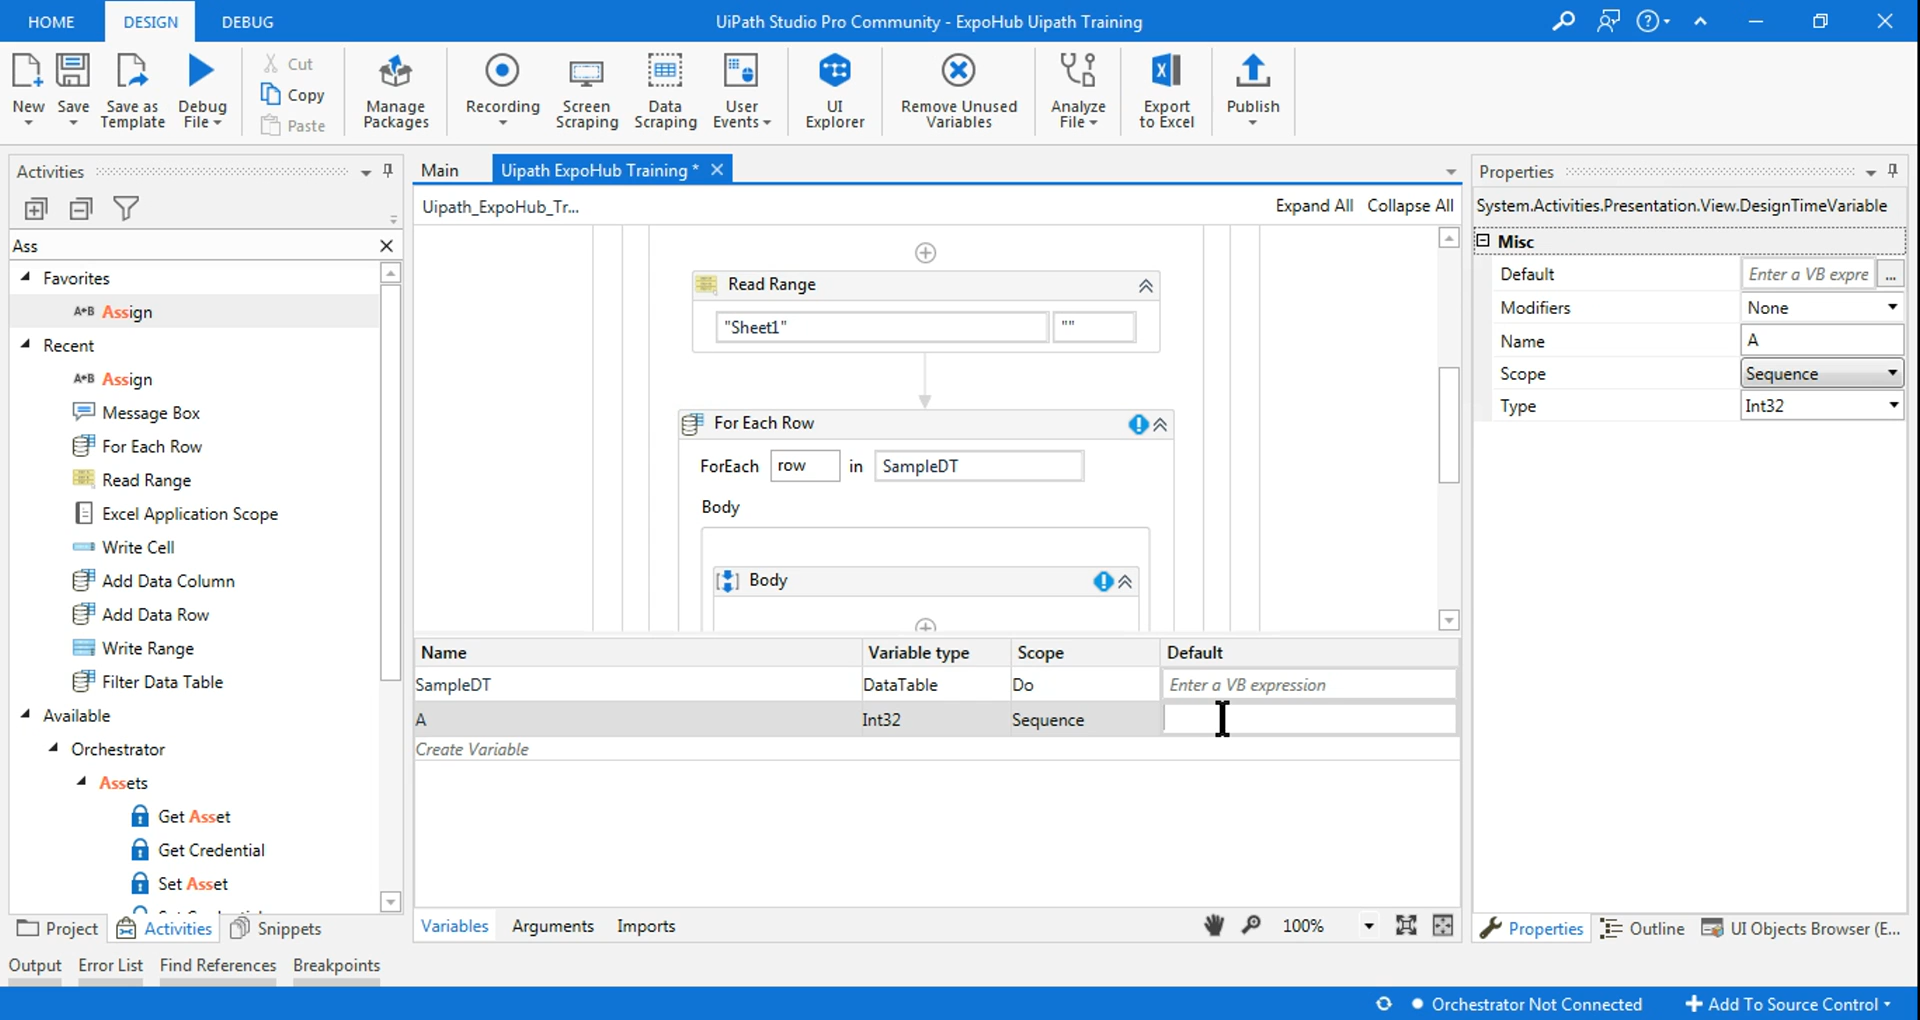 HOME DESIGN DEBUG UiPath Studio Pro Community - ExpoHub Uipath Training
New Save Save as Template Debug File Cut Copy Paste Manage Packages Recording Screen Scraping Data Scraping User Events UI Explorer Remove Unused Variables Analyze File Export to Excel Publish
Activities
Ass
Favorites
Assign
Recent
Assign
Message Box
For Each Row
Read Range
Excel Application Scope
Write Cell
Add Data Column
Add Data Row
Write Range
Filter Data Table
Available
Orchestrator
Assets
Get Asset
Get Credential
Set Asset
Project Activities Snippets
Main Uipath ExpoHub Training *
Uipath_ExpoHub_Tr... Expand All Collapse All
Read Range
"Sheet1" ""
For Each Row
ForEach row in SampleDT
Body
Body
Name Variable type Scope Default
SampleDT DataTable Do Enter a VB expression
A Int32 Sequence
Create Variable
Variables Arguments Imports 100%
Properties
System.Activities.Presentation.View.DesignTimeVariable
Misc
Default Enter a VB expre ...
Modifiers None
Name A
Scope Sequence
Type Int32
Properties Outline UI Objects Browser (E...
Output Error List Find References Breakpoints
Orchestrator Not Connected Add To Source Control